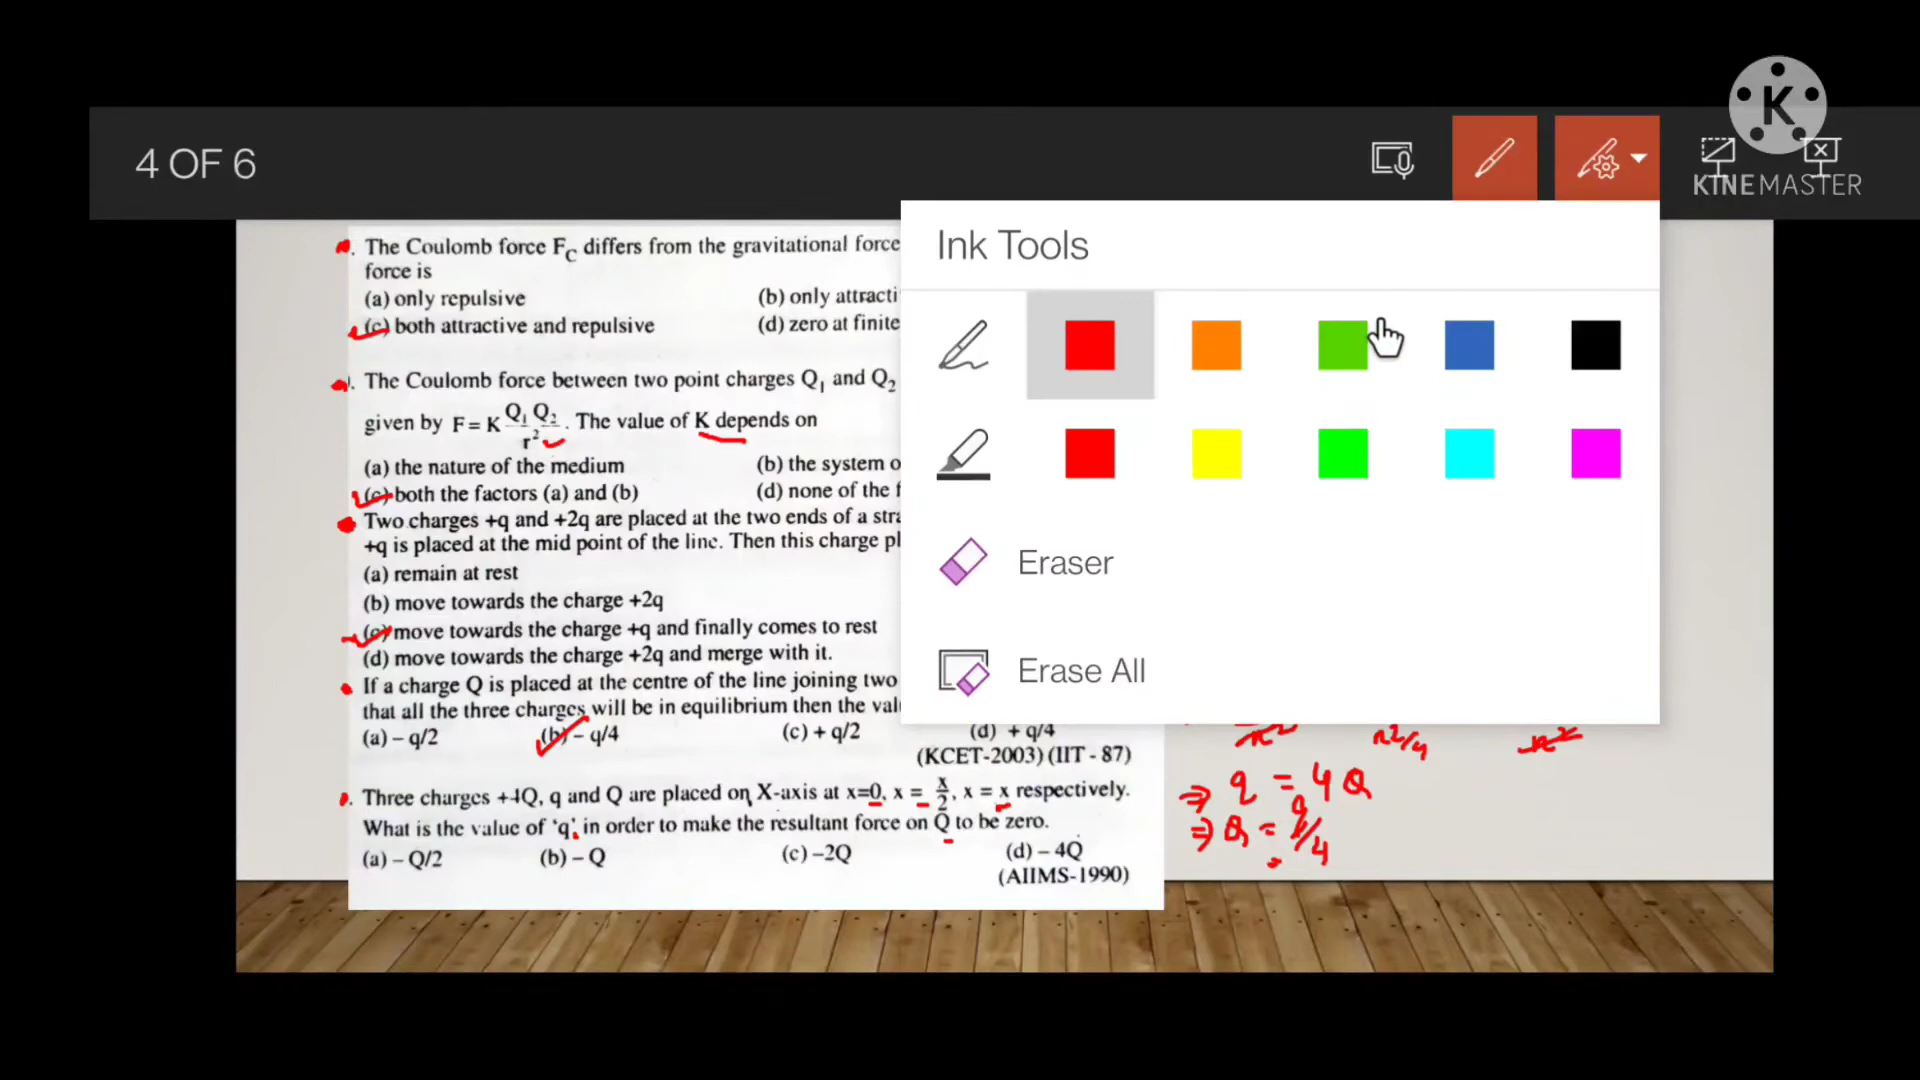 4 OF 6
KINEMASTER
Ink Tools
Eraser
Erase All
. The Coulomb force F_C differs from the gravitational force
force is
(a) only repulsive (b) only attracti
(c) both attractive and repulsive (d) zero at finite
. The Coulomb force between two point charges Q₁ and Q₂
given by F = K Q₁ Q₂ / r² . The value of K depends on
(a) the nature of the medium (b) the system o
(c) both the factors (a) and (b) (d) none of the f
Two charges +q and +2q are placed at the two ends of a stra
+q is placed at the mid point of the line. Then this charge pl
(a) remain at rest
(b) move towards the charge +2q
(c) move towards the charge +q and finally comes to rest
(d) move towards the charge +2q and merge with it.
If a charge Q is placed at the centre of the line joining two
that all the three charges will be in equilibrium then the val
(a) – q/2 (b) – q/4 (c) + q/2 (d) + q/4
(KCET-2003) (IIT - 87)
. Three charges +4Q, q and Q are placed on X-axis at x=0, x = x/2, x = x respectively.
What is the value of 'q', in order to make the resultant force on Q to be zero.
(a) – Q/2 (b) – Q (c) –2Q (d) – 4Q
(AIIMS-1990)
x² x²/4 x²
⇒ q = 4Q
⇒ Q = q/4